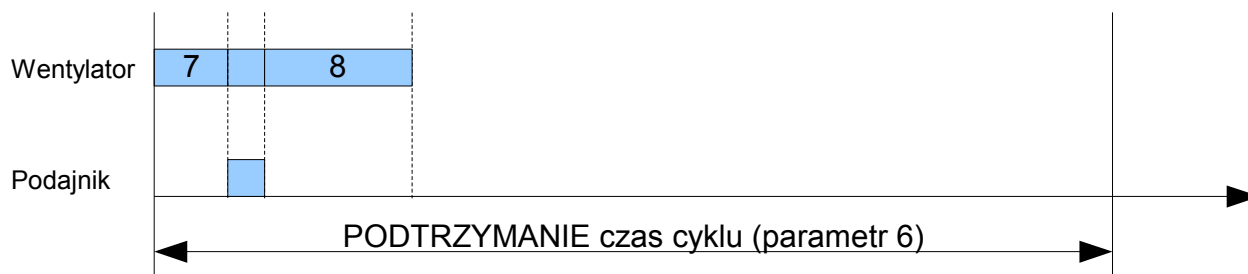 Wentylator 7 8
Podajnik
PODTRZYMANIE czas cyklu (parametr 6)